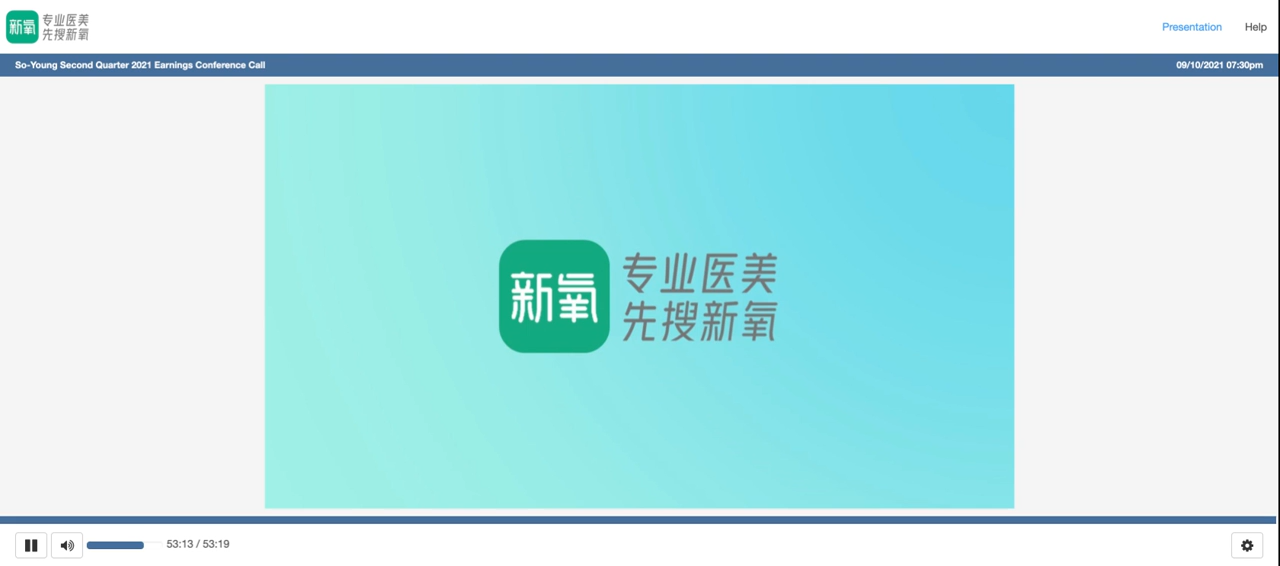 新氧 专业医美
先搜新氧
Presentation Help
So-Young Second Quarter 2021 Earnings Conference Call 09/10/2021 07:30pm
新氧 专业医美
先搜新氧
53:13 / 53:19